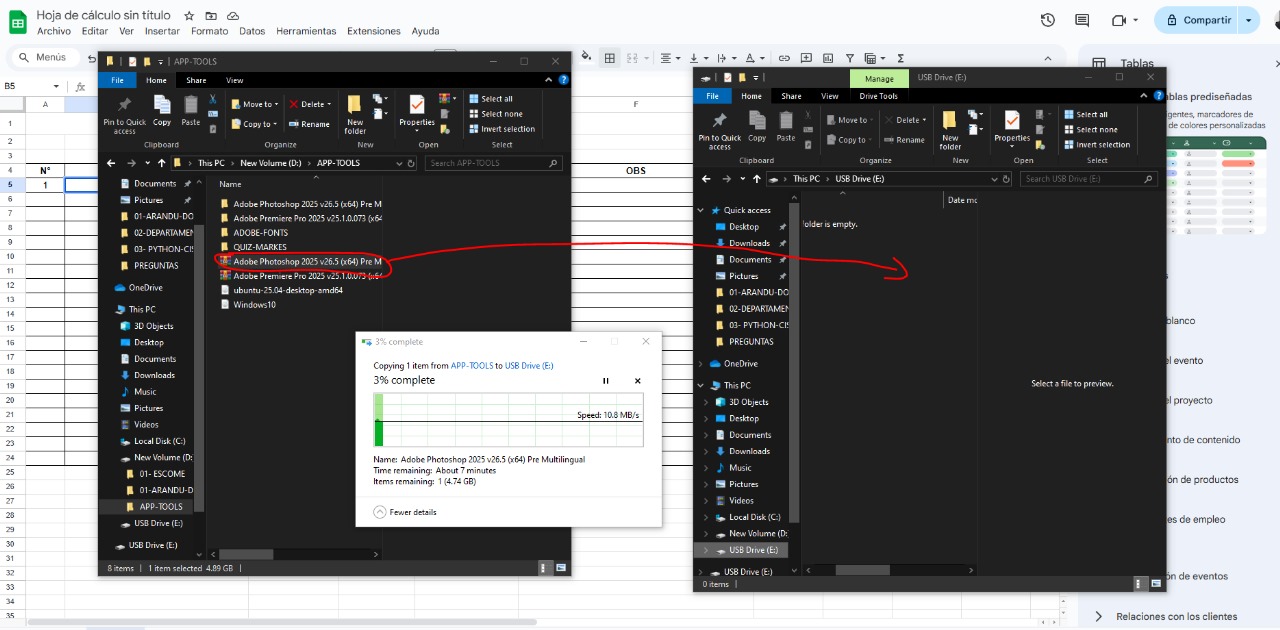 Hoja de cálculo sin título
Archivo Editar Ver Insertar Formato Datos Herramientas Extensiones Ayuda
Compartir
Menús
B5 fx
A F
N° OBS
1
1
2
3
4
5
6
7
8
9
10
11
12
13
14
15
16
17
18
19
20
21
22
23
24
25
26
27
28
29
30
31
32
33
34
35
APP-TOOLS
File Home Share View
Pin to Quick access Copy Paste
Move to Copy to Delete Rename
New folder Properties
Select all
Select none
Invert selection
Clipboard Organize New Open Select
This PC New Volume (D:) APP-TOOLS
Search APP-TOOLS
Documents
Pictures
01-ARANDU-DO
02-DEPARTAMEN
03- PYTHON-CIS
PREGUNTAS
OneDrive
This PC
3D Objects
Desktop
Documents
Downloads
Music
Pictures
Videos
Local Disk (C:)
New Volume (D:
01- ESCOME
01-ARANDU-D
APP-TOOLS
USB Drive (E:)
USB Drive (E:)
Name
Adobe Photoshop 2025 v26.5 (x64) Pre M
Adobe Premiere Pro 2025 v25.1.0.073 (x64
ADOBE-FONTS
QUIZ-MARKES
Adobe Photoshop 2025 v26.5 (x64) Pre M
Adobe Premiere Pro 2025 v25.1.0.073 (x64
ubuntu-25.04-desktop-amd64
Windows10
8 items 1 item selected 4.89 GB
3% complete
Copying 1 item from APP-TOOLS to USB Drive (E:)
3% complete
Speed: 10.8 MB/s
Name: Adobe Photoshop 2025 v26.5 (x64) Pre Multilingual
Time remaining: About 7 minutes
Items remaining: 1 (4.74 GB)
Fewer details
Manage USB Drive (E:)
File Home Share View Drive Tools
Pin to Quick access Copy Paste
Move to Copy to Delete Rename
New folder Properties
Select all
Select none
Invert selection
Clipboard Organize New Open Select
This PC USB Drive (E:)
Search USB Drive (E:)
Quick access
Desktop
Downloads
Documents
Pictures
01-ARANDU-DO
02-DEPARTAMEN
03- PYTHON-CIS
PREGUNTAS
OneDrive
This PC
3D Objects
Desktop
Documents
Downloads
Music
Pictures
Videos
Local Disk (C:)
New Volume (D:
USB Drive (E:)
USB Drive (E:)
Date mo
folder is empty.
Select a file to preview.
0 items
Tablas
ablas prediseñadas
gentes, marcadores de
de colores personalizadas
blanco
el evento
el proyecto
nto de contenido
ión de productos
es de empleo
ón de eventos
Relaciones con los clientes